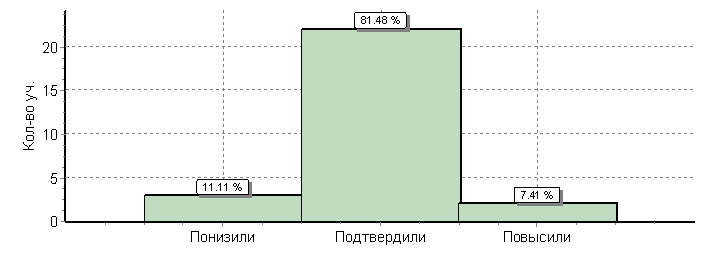 81.48 %
20
15
10
5
0
Кол-во уч.
11.11 %
7.41 %
Понизили
Подтвердили
Повысили